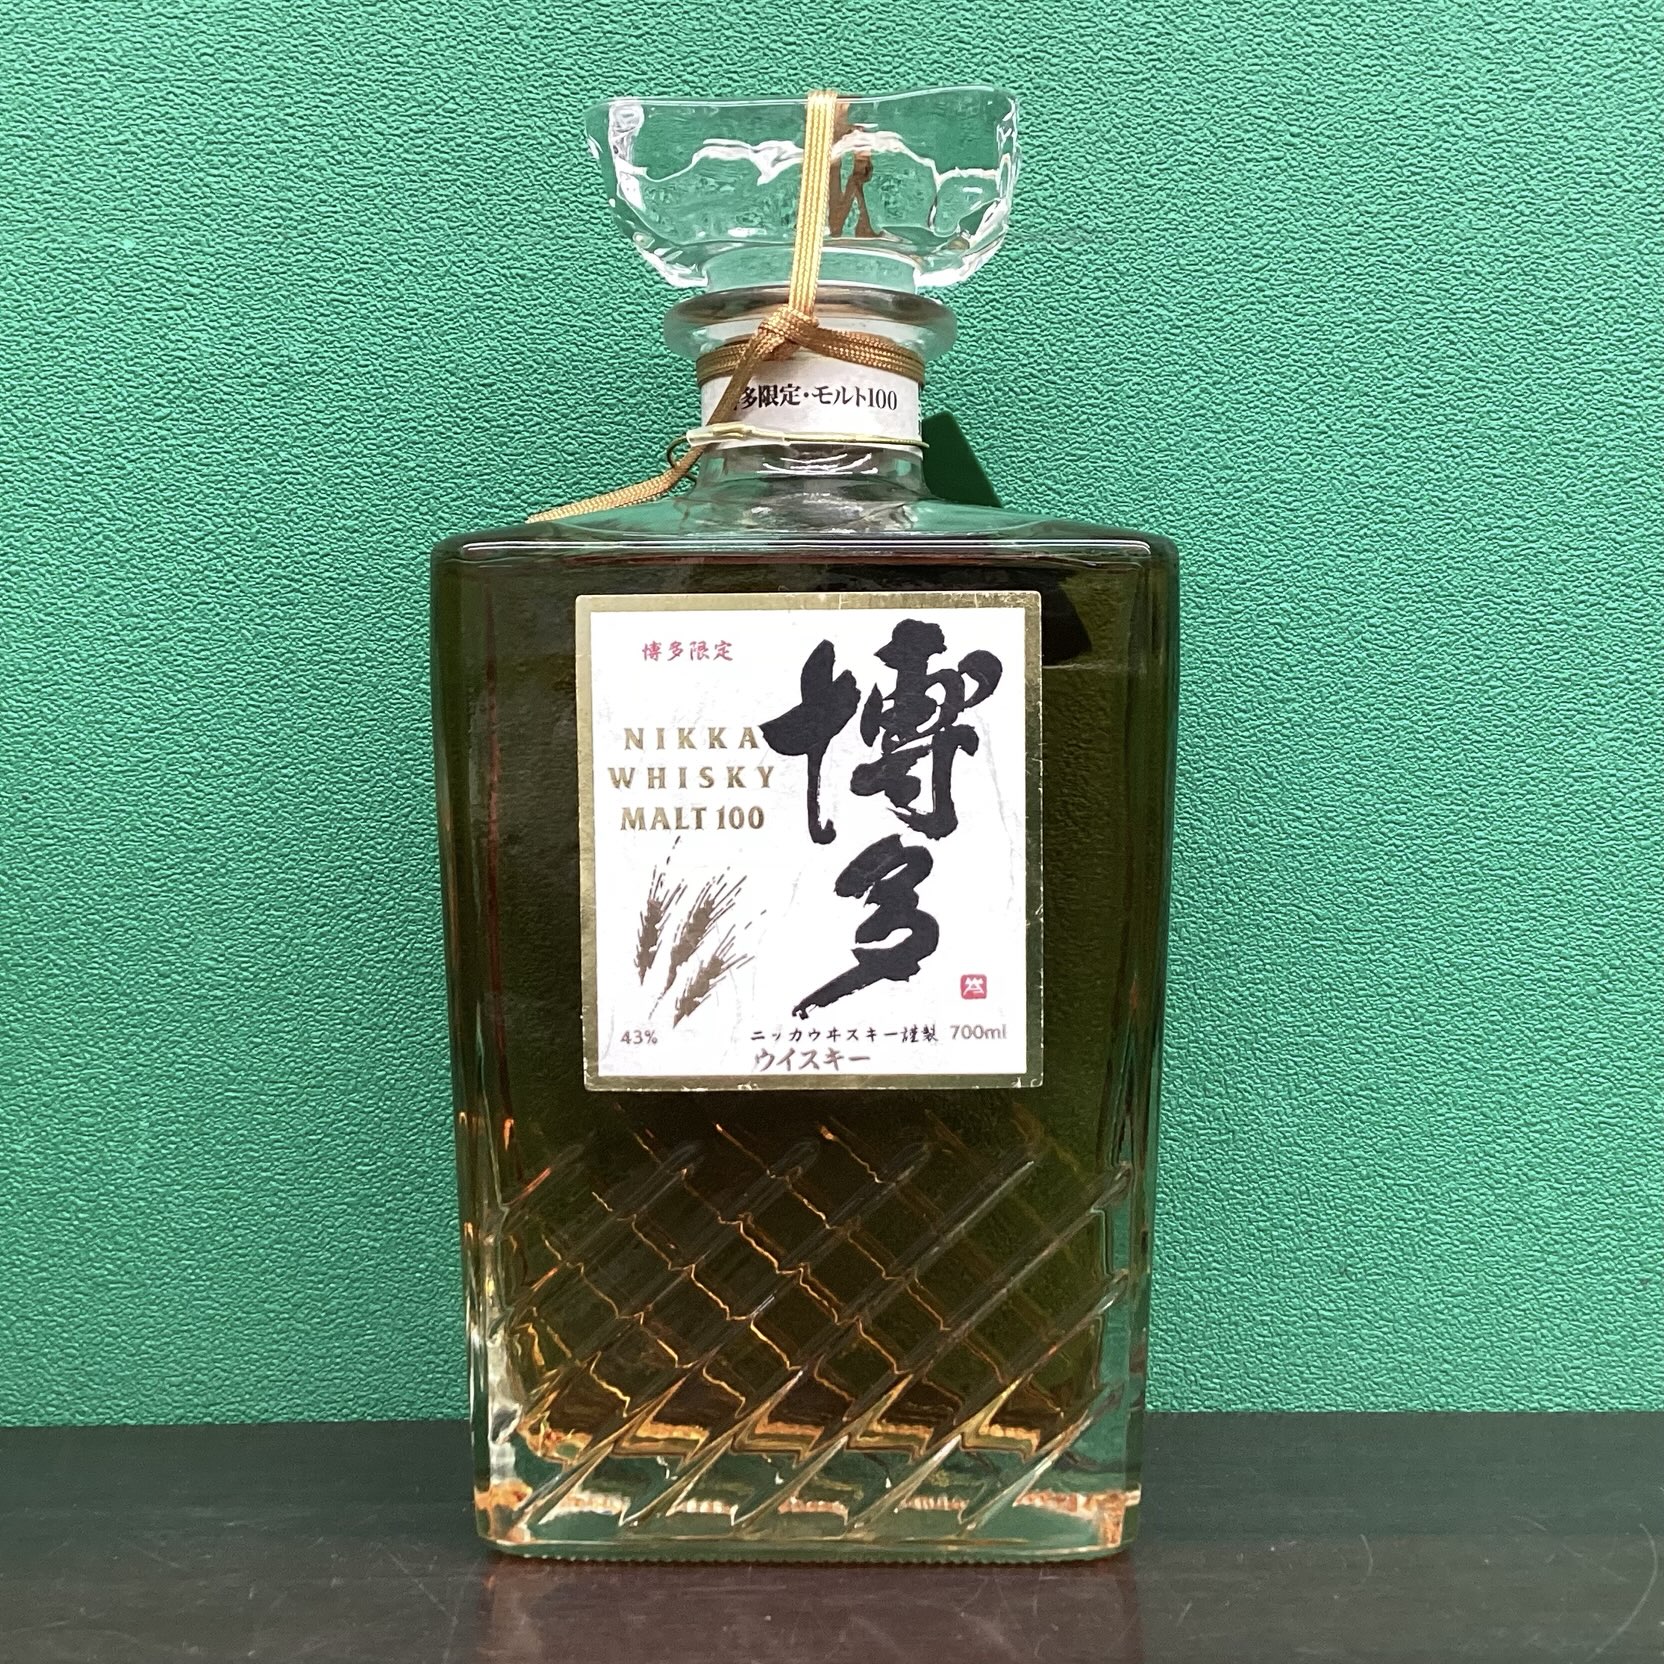 多限定・モルト100
博多限定
博多
NIKKA
WHISKY
MALT 100
43%
ニッカウヰスキー謹製
700ml
ウイスキー